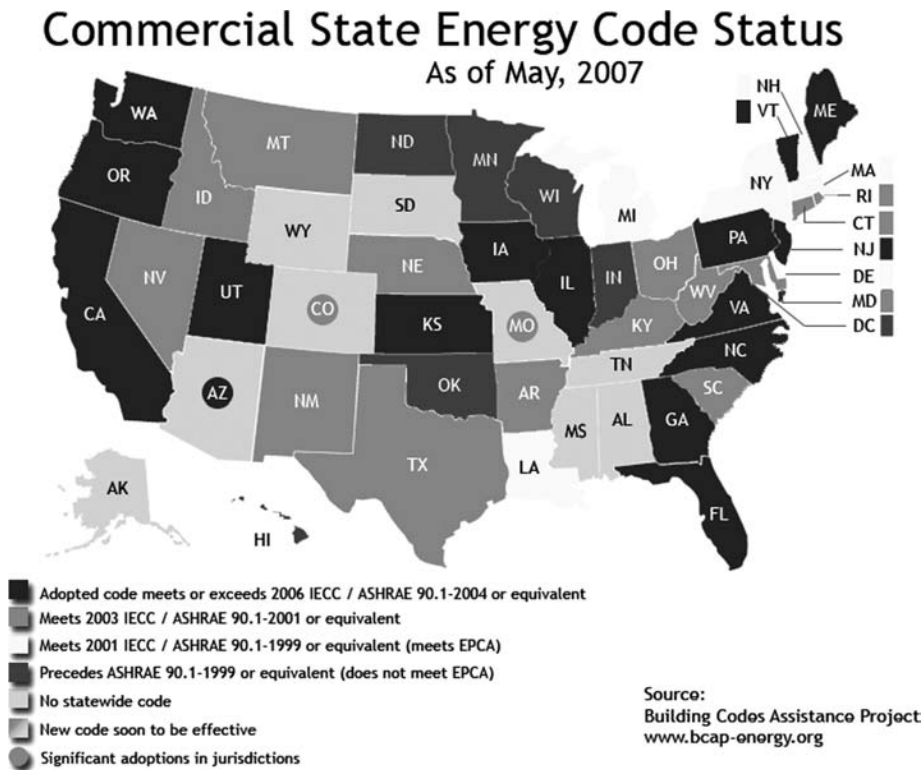 Commercial State Energy Code Status
As of May, 2007
NH
VT
ME
WA
MT
ND
MN
OR
ID
WI
NY
MA
SD
MI
RI
WY
CT
IA
PA
NJ
NE
NV
OH
DE
IL
IN
UT
WV
MD
CA
CO
VA
DC
KS
MO
KY
NC
TN
AZ
OK
AR
SC
NM
MS
AL
GA
TX
LA
AK
FL
HI
Adopted code meets or exceeds 2006 IECC / ASHRAE 90.1-2004 or equivalent
Meets 2003 IECC / ASHRAE 90.1-2001 or equivalent
Meets 2001 IECC / ASHRAE 90.1-1999 or equivalent (meets EPCA)
Precedes ASHRAE 90.1-1999 or equivalent (does not meet EPCA)
No statewide code
New code soon to be effective
Significant adoptions in jurisdictions
Source:
Building Codes Assistance Project
www.bcap-energy.org